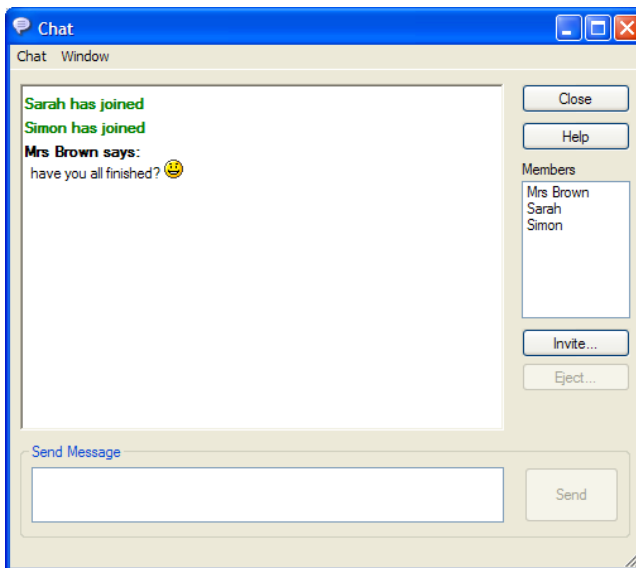 Chat
Chat Window
Sarah has joined
Simon has joined
Mrs Brown says:
have you all finished?
Close
Help
Members
Mrs Brown
Sarah
Simon
Invite...
Eject...
Send Message
Send